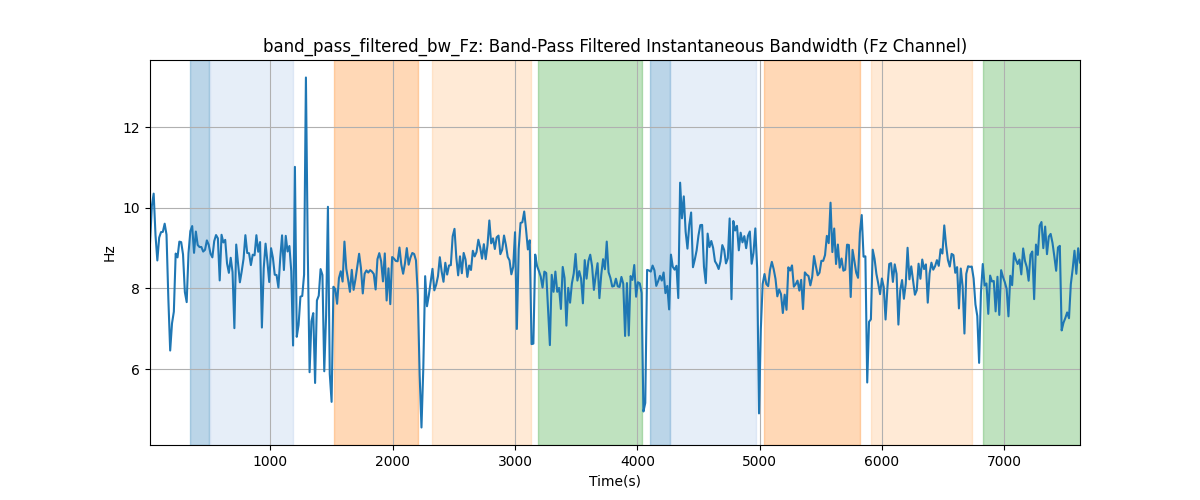 band_pass_filtered_bw_Fz: Band-Pass Filtered Instantaneous Bandwidth (Fz Channel)
12
10
8
6
Hz
1000 2000 3000 4000 5000 6000 7000
Time(s)